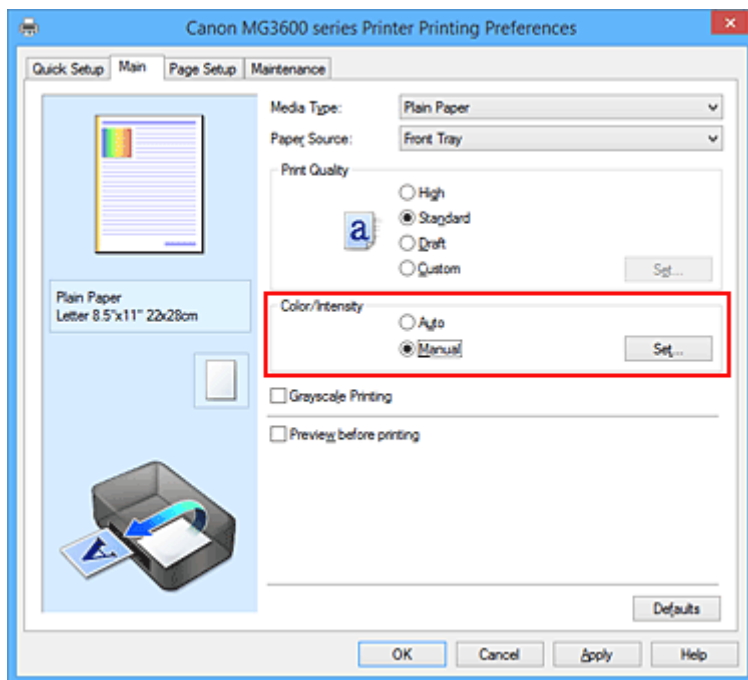 Canon MG3600 series Printer Printing Preferences
Quick Setup Main Page Setup Maintenance
Media Type: Plain Paper
Paper Source: Front Tray
Print Quality
High
a Standard
Draft
Custom Set...
Plain Paper
Letter 8.5"x11" 22x28cm
Color/Intensity
Auto
Manual Set...
Grayscale Printing
Preview before printing
A
Defaults
OK Cancel Apply Help